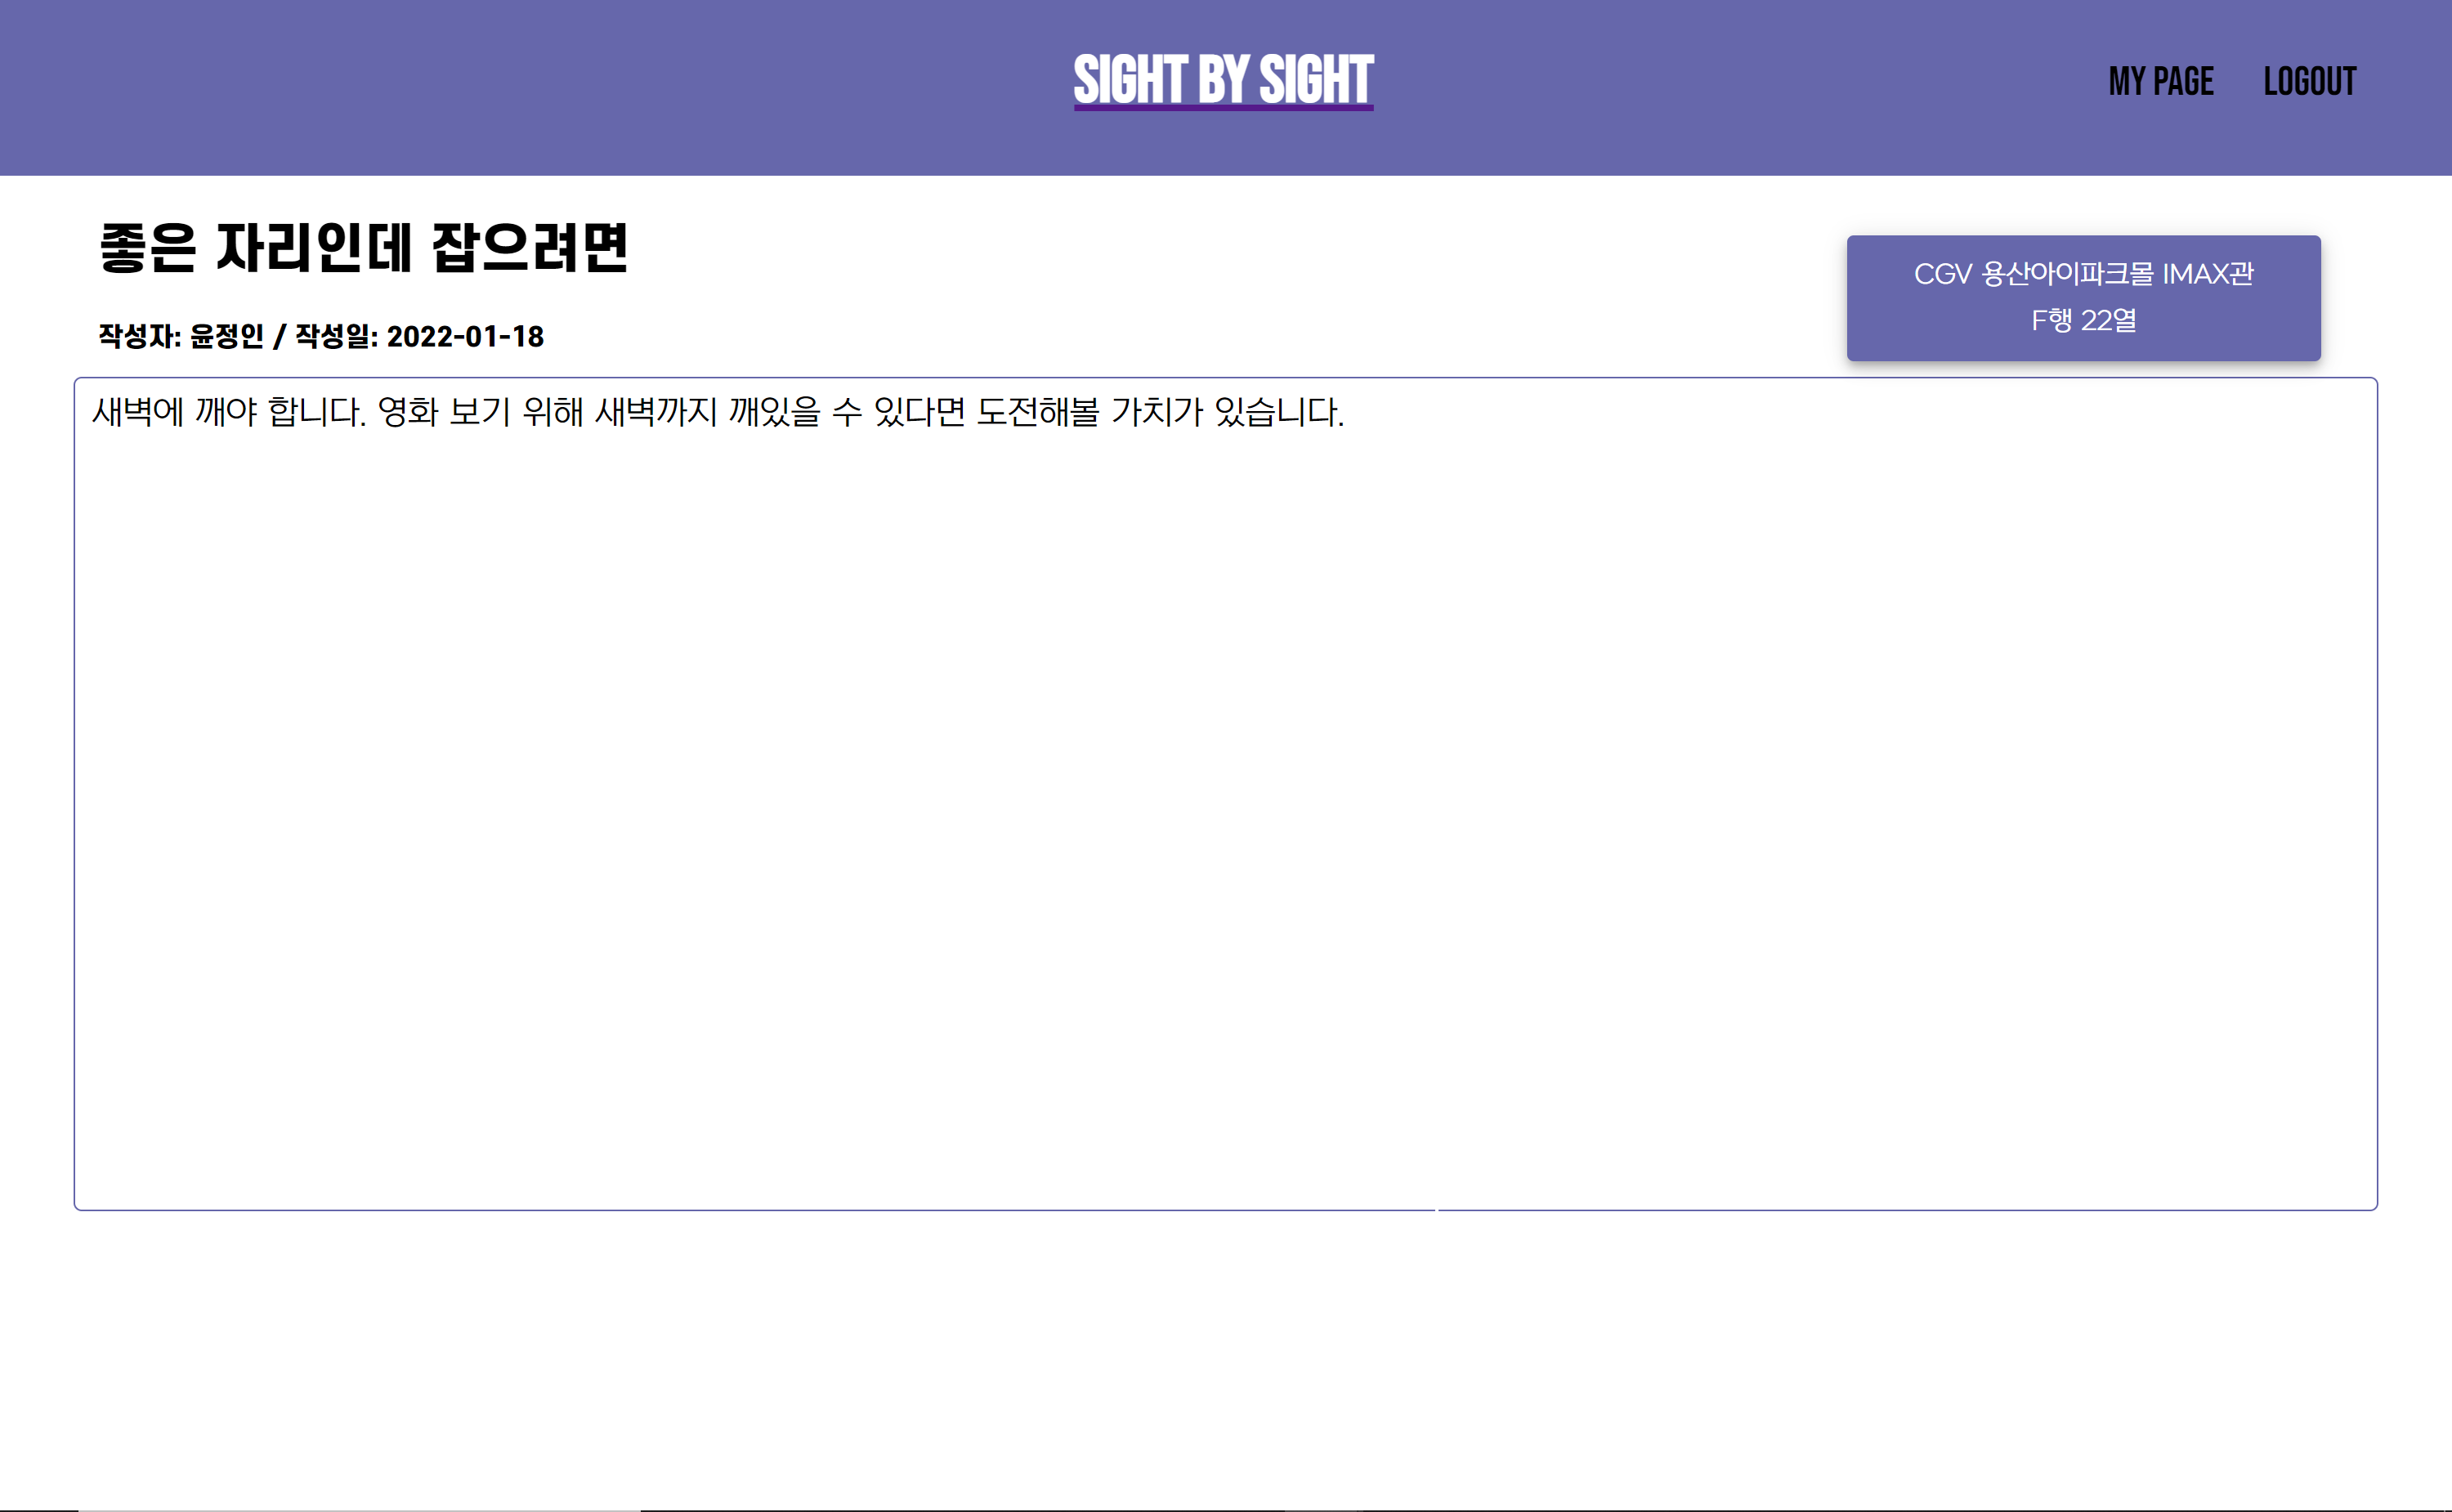 SIGHT BY SIGHT
MY PAGE LOGOUT
좋은 자리인데 잡으려면
CGV 용산아이파크몰 IMAX관
F행 22열
작성자: 윤정인 / 작성일: 2022-01-18
새벽에 깨야 합니다. 영화 보기 위해 새벽까지 깨있을 수 있다면 도전해볼 가치가 있습니다.